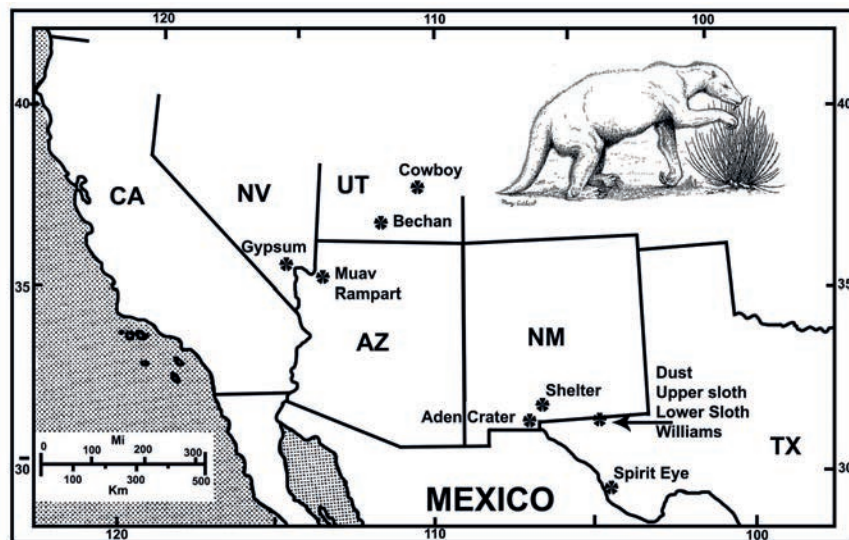 120
110
100
40
40
Cowboy
UT
NV
CA
Bechan
Gypsum
Muav
Rampart
35
35
AZ
NM
Dust
Upper sloth
Lower Sloth
Williams
Shelter
Aden Crater
TX
0 Mi
100 200 300
100 300 500
Km
30
30
Spirit Eye
MEXICO
120
110
100